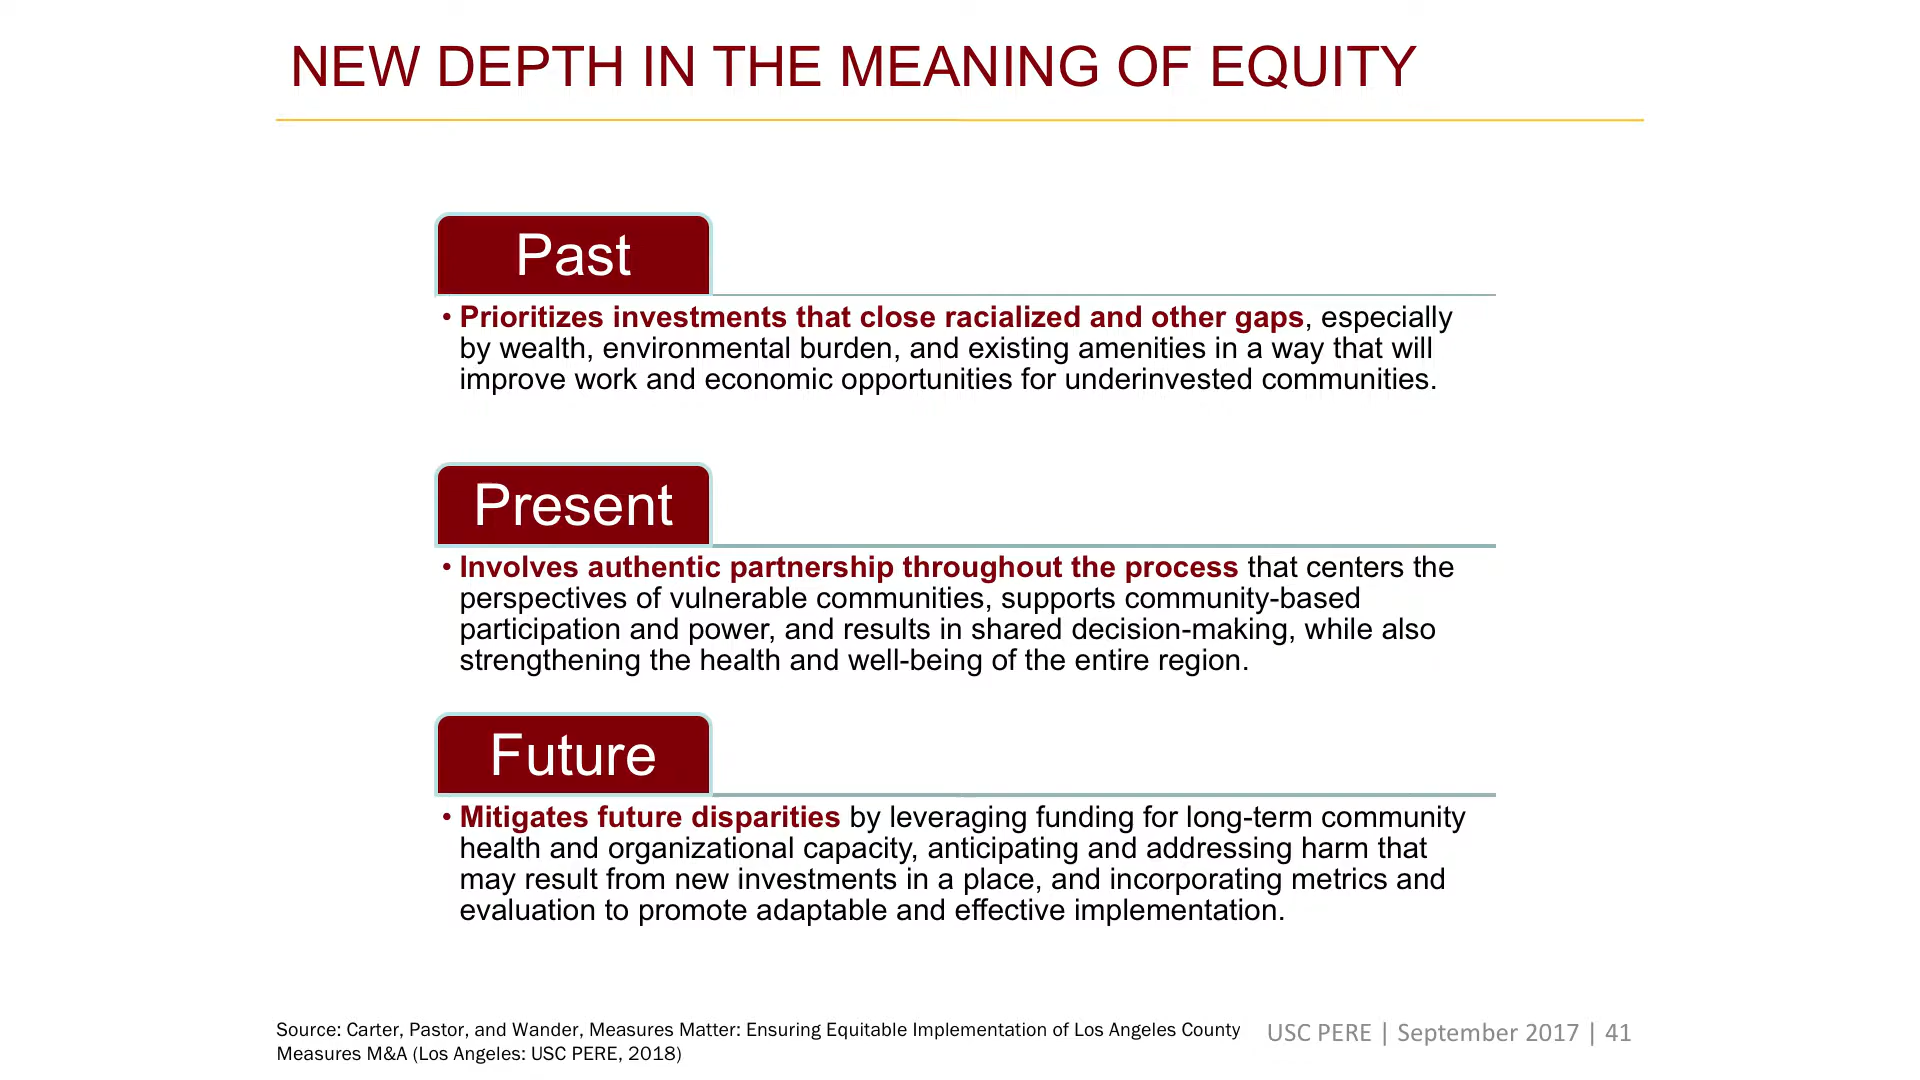 NEW DEPTH IN THE MEANING OF EQUITY
Past
• Prioritizes investments that close racialized and other gaps, especially
by wealth, environmental burden, and existing amenities in a way that will
improve work and economic opportunities for underinvested communities.
Present
• Involves authentic partnership throughout the process that centers the
perspectives of vulnerable communities, supports community-based
participation and power, and results in shared decision-making, while also
strengthening the health and well-being of the entire region.
Future
• Mitigates future disparities by leveraging funding for long-term community
health and organizational capacity, anticipating and addressing harm that
may result from new investments in a place, and incorporating metrics and
evaluation to promote adaptable and effective implementation.
Source: Carter, Pastor, and Wander, Measures Matter: Ensuring Equitable Implementation of Los Angeles County
Measures M&A (Los Angeles: USC PERE, 2018)
USC PERE | September 2017 | 41